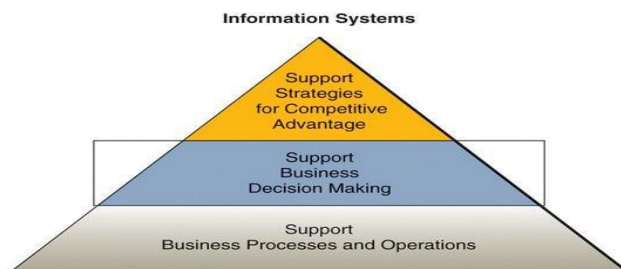 Information Systems
Support
Strategies
for Competitive
Advantage
Support
Business
Decision Making
Support
Business Processes and Operations